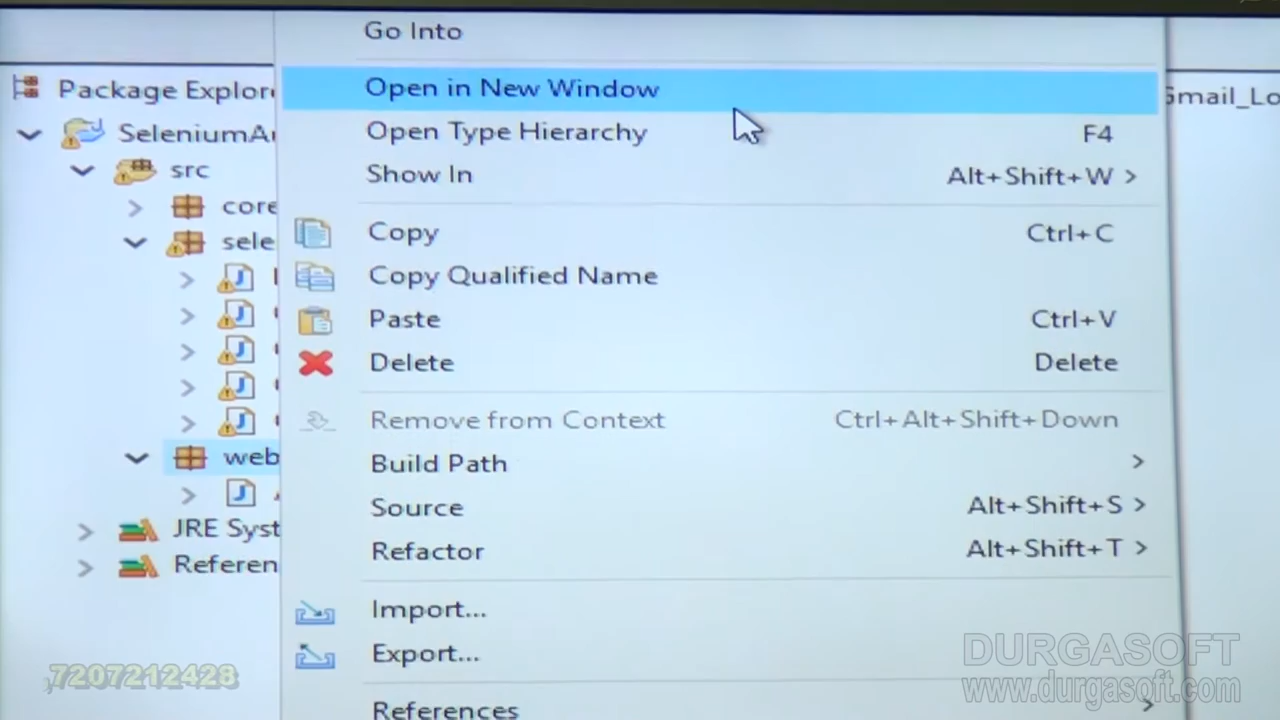 Go Into
Package Explor
Open in New Window
Gmail_Lo
SeleniumA
Open Type Hierarchy F4
src
Show In Alt+Shift+W >
core
Copy Ctrl+C
sele
Copy Qualified Name
Paste Ctrl+V
Delete Delete
Remove from Context Ctrl+Alt+Shift+Down
web
Build Path >
Source Alt+Shift+S >
JRE Syst
Refactor Alt+Shift+T >
Referen
Import...
Export...
References >
7207212428
DURGASOFT
www.durgasoft.com